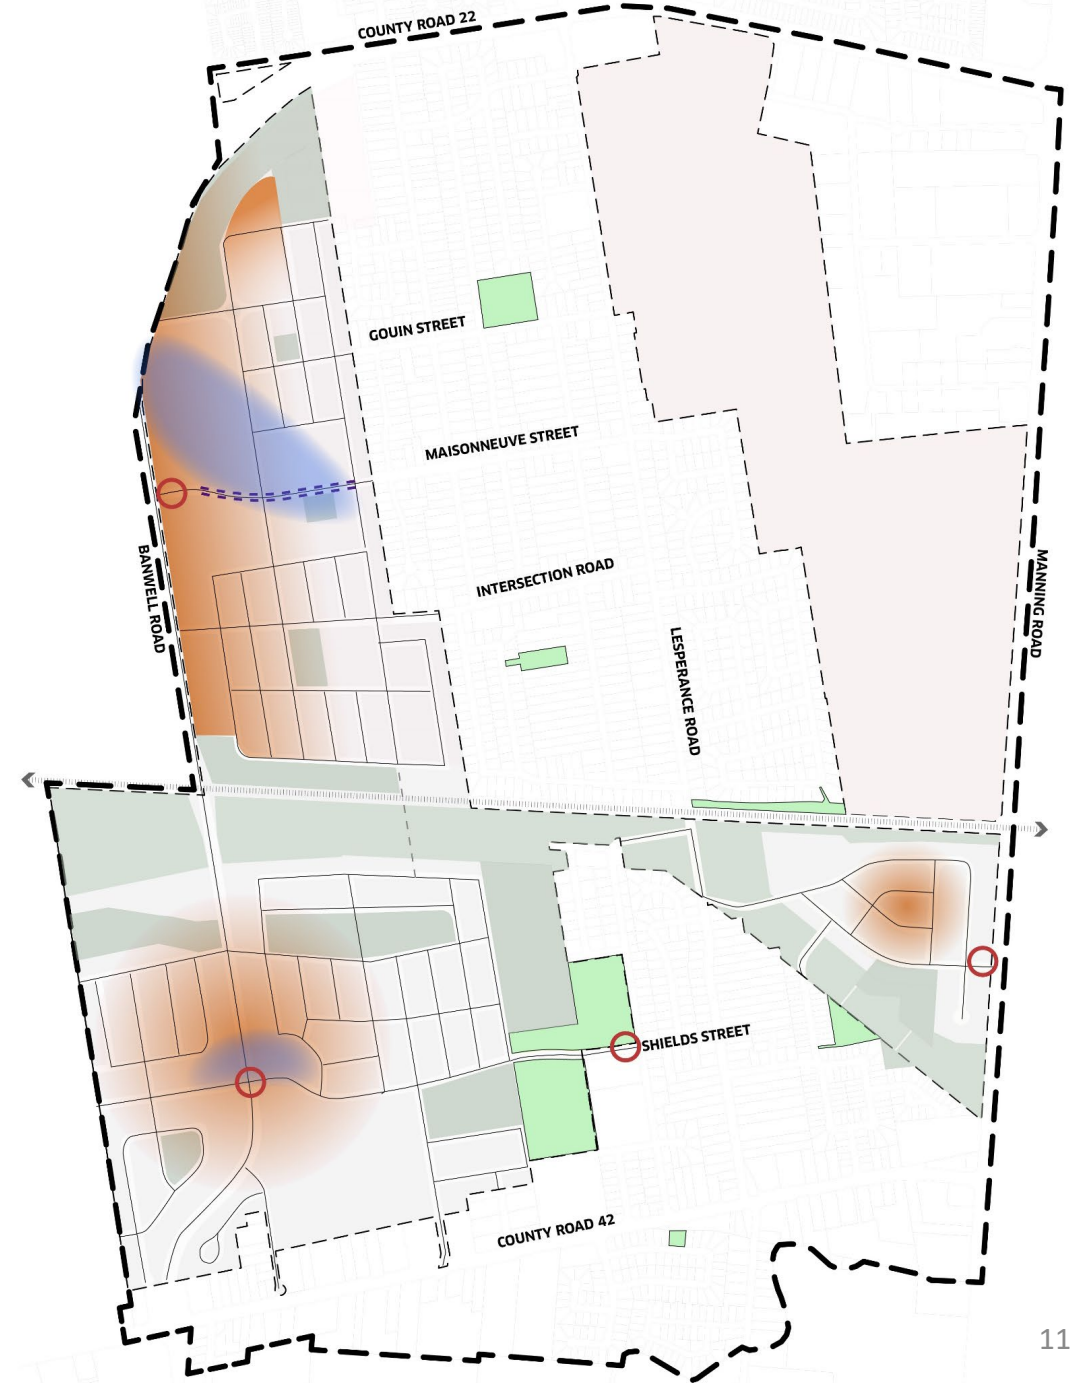 COUNTY ROAD 22
GOUIN STREET
MAISONNEUVE STREET
BANWELL ROAD
INTERSECTION ROAD
MANNING ROAD
LESPERANCE ROAD
SHIELDS STREET
COUNTY ROAD 42
11